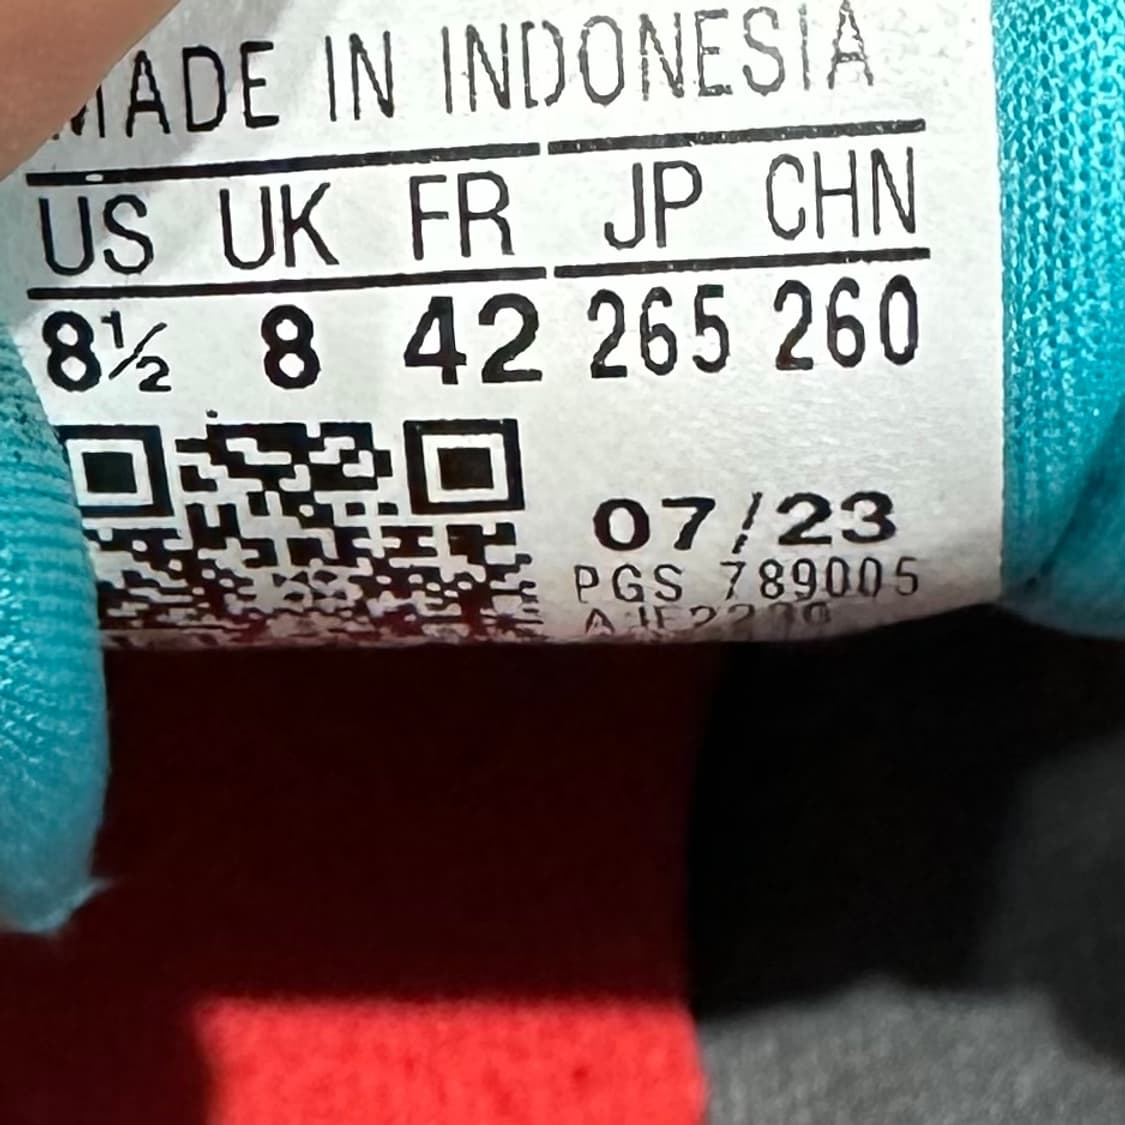 MADE IN INDONESIA
US UK FR JP CHN
8½ 8 42 265 260
07/23
PGS 789005